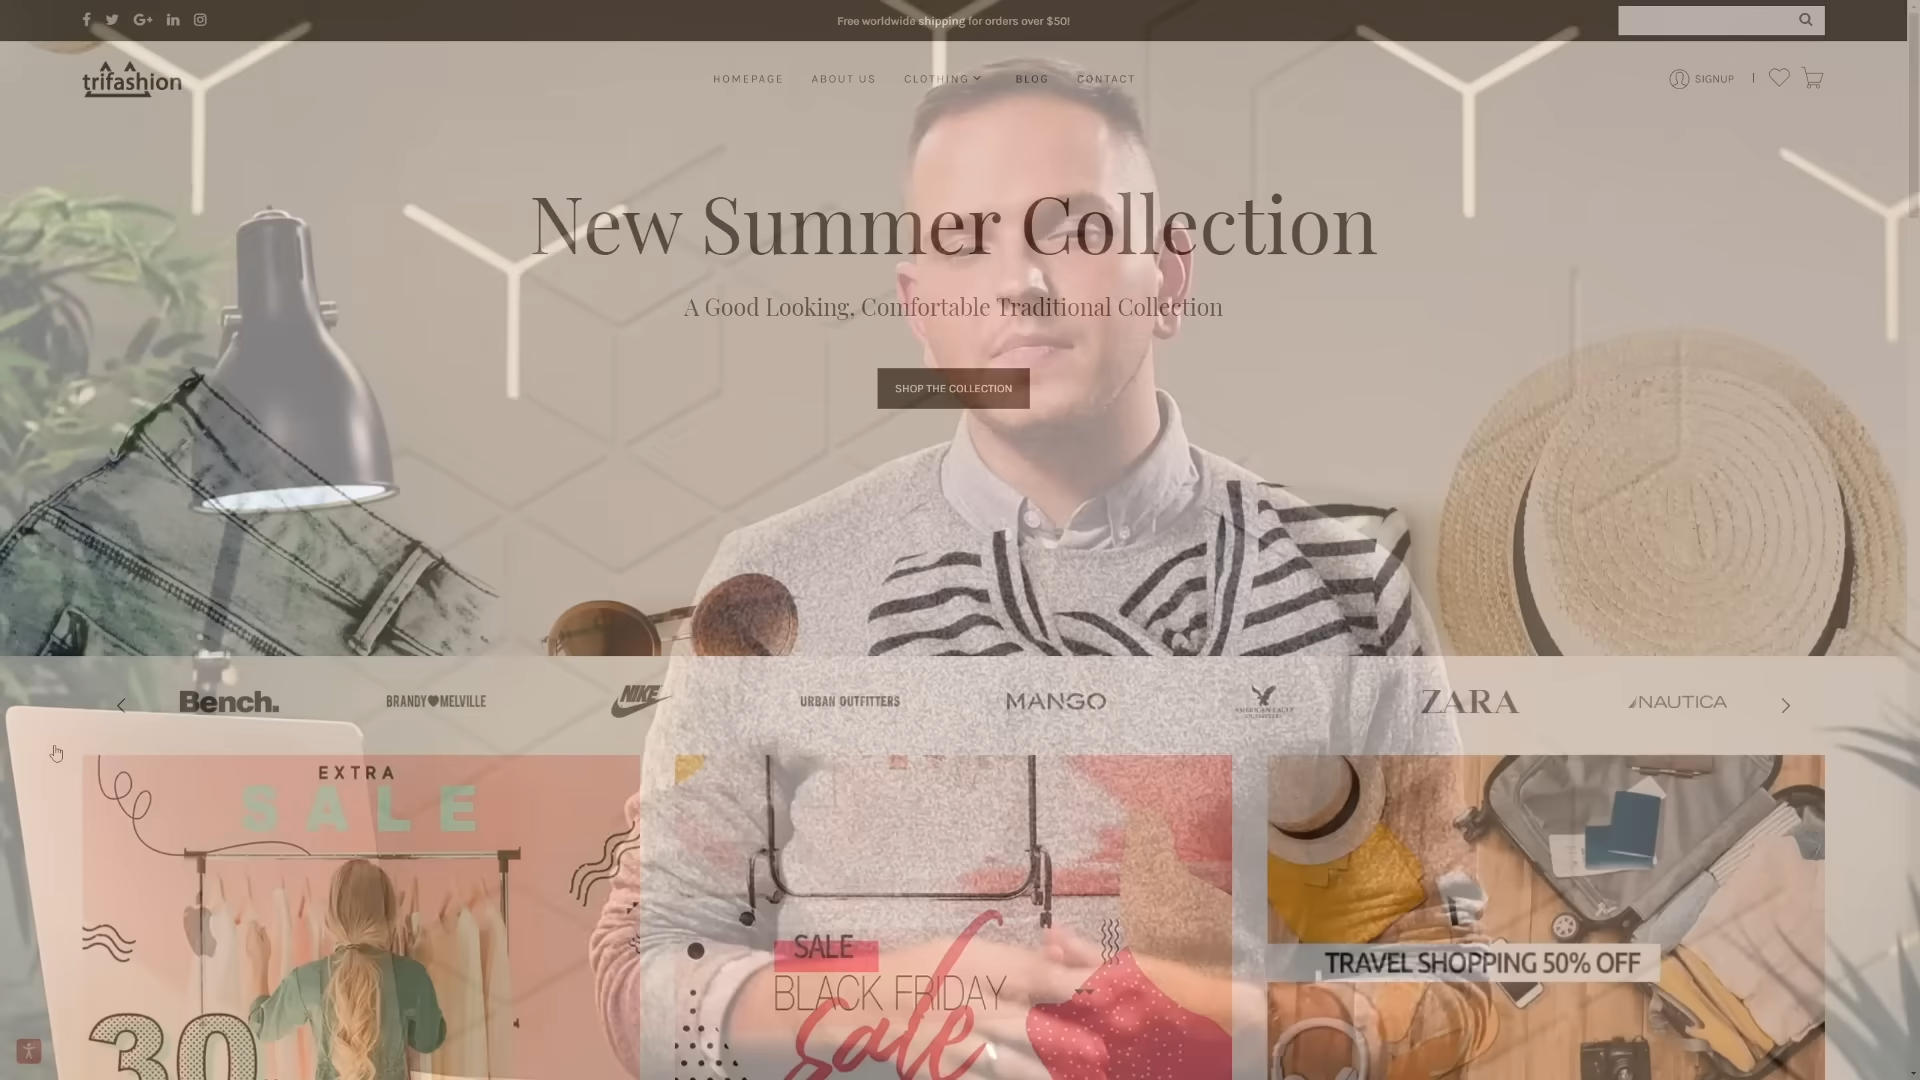 Free worldwide shipping for orders over $50!
trifashion
HOMEPAGE
ABOUT US
CLOTHING
BLOG
CONTACT
SIGNUP
New Summer Collection
A Good Looking, Comfortable Traditional Collection
SHOP THE COLLECTION
Bench.
BRANDY♥MELVILLE
NIKE
URBAN OUTFITTERS
MANGO
AMERICAN EAGLE
OUTFITTERS
ZARA
NAUTICA
EXTRA
SALE
30
SALE
BLACK FRIDAY
sale
TRAVEL SHOPPING 50% OFF